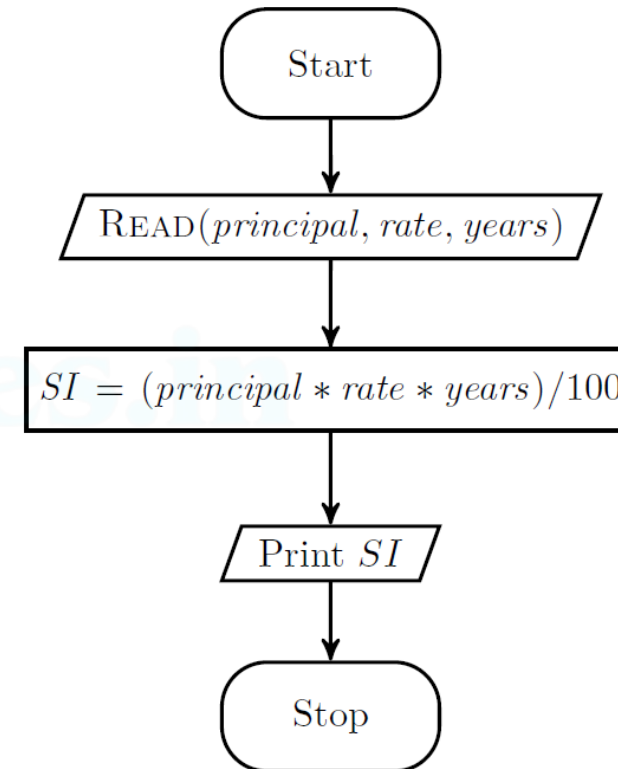 Start
READ(principal, rate, years)
SI = (principal * rate * years)/100
Print SI
Stop